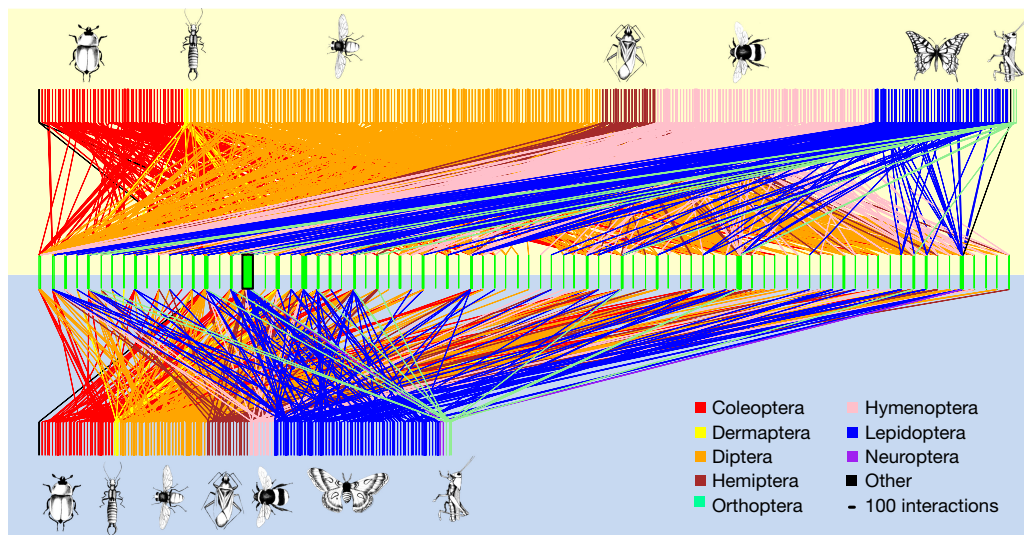 Coleoptera
Dermaptera
Diptera
Hemiptera
Orthoptera
Hymenoptera
Lepidoptera
Neuroptera
Other
100 interactions